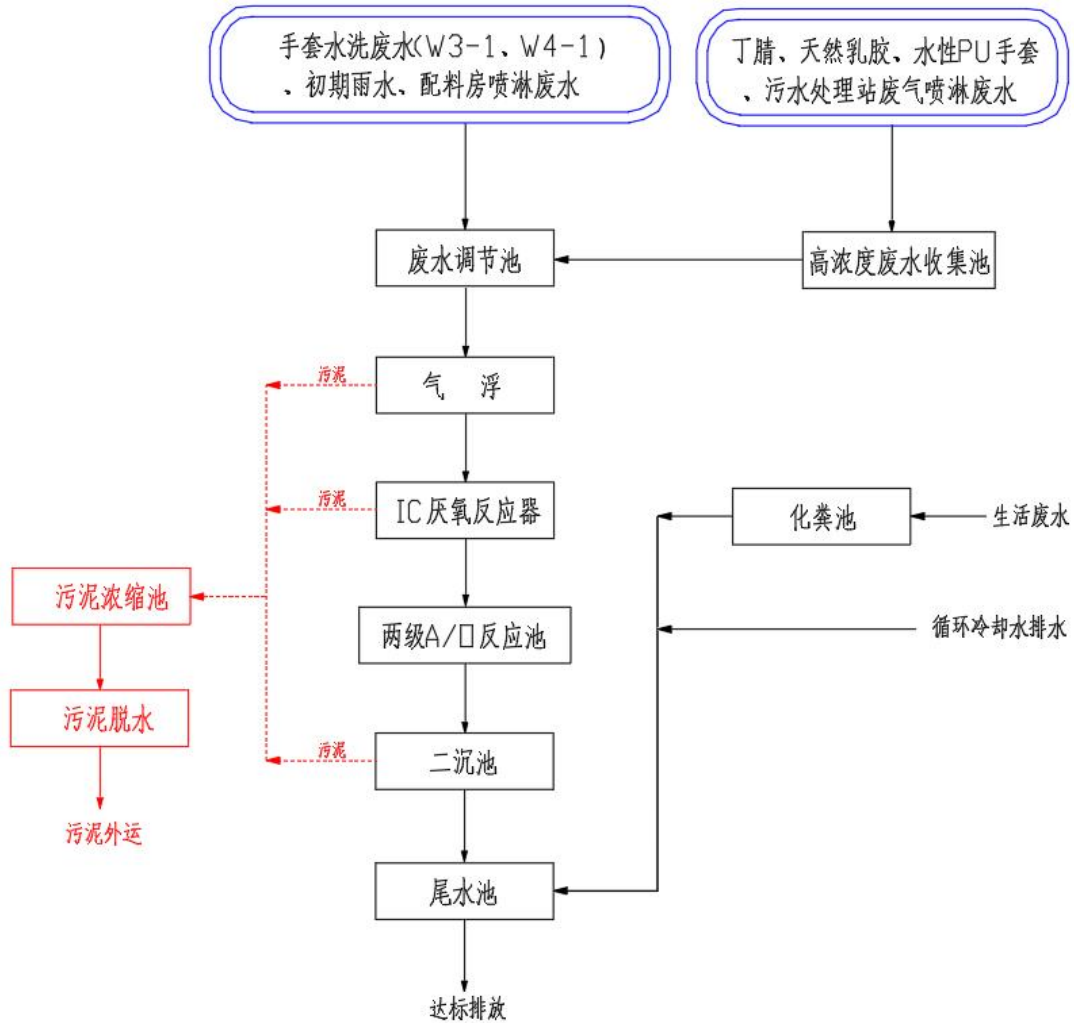 手套水洗废水(W3-1、W4-1)
、初期雨水、配料房喷淋废水
丁腈、天然乳胶、水性PU手套
、污水处理站废气喷淋废水
废水调节池
高浓度废水收集池
污泥
气 浮
污泥
IC厌氧反应器
化粪池
生活废水
污泥浓缩池
两级A/O反应池
循环冷却水排水
污泥脱水
污泥
二沉池
污泥外运
尾水池
达标排放